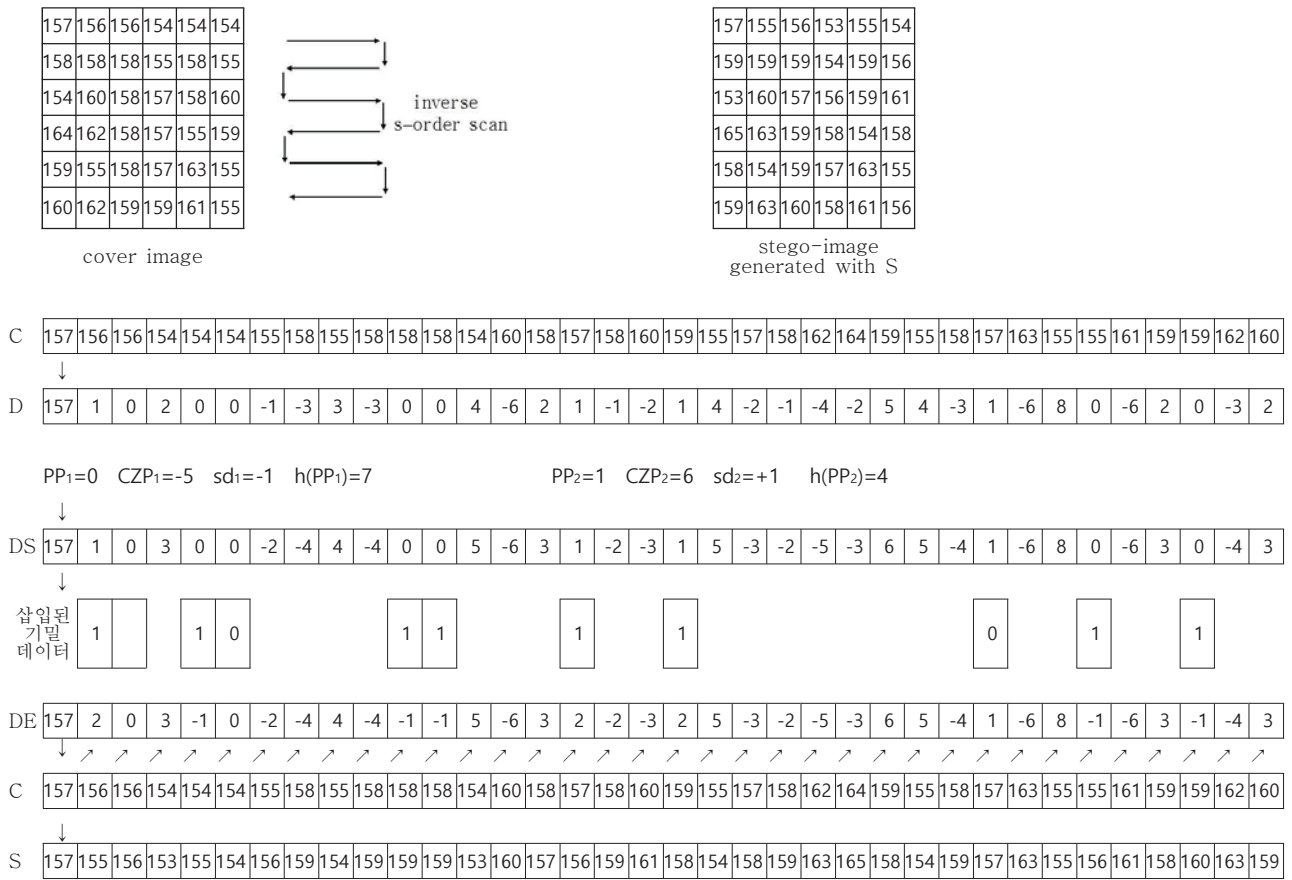 157 156 156 154 154 154
158 158 158 155 158 155
154 160 158 157 158 160
164 162 158 157 155 159
159 155 158 157 163 155
160 162 159 159 161 155
cover image
inverse
s-order scan
157 155 156 153 155 154
159 159 159 154 159 156
153 160 157 156 159 161
165 163 159 158 154 158
158 154 159 157 163 155
159 163 160 158 161 156
stego-image
generated with S
C 157 156 156 154 154 154 155 158 155 158 158 158 154 160 158 157 158 160 159 155 157 158 162 164 159 155 158 157 163 155 155 161 159 159 162 160
↓
D 157 1 0 2 0 0 -1 -3 3 -3 0 0 4 -6 2 1 -1 -2 1 4 -2 -1 -4 -2 5 4 -3 1 -6 8 0 -6 2 0 -3 2
PP1=0 CZP1=-5 sd1=-1 h(PP1)=7 PP2=1 CZP2=6 sd2=+1 h(PP2)=4
↓
DS 157 1 0 3 0 0 -2 -4 4 -4 0 0 5 -6 3 1 -2 -3 1 5 -3 -2 -5 -3 6 5 -4 1 -6 8 0 -6 3 0 -4 3
↓
삽입된
기밀
데이터
1 1 0 1 1 1 1 0 1 1
DE 157 2 0 3 -1 0 -2 -4 4 -4 -1 -1 5 -6 3 2 -2 -3 2 5 -3 -2 -5 -3 6 5 -4 1 -6 8 -1 -6 3 -1 -4 3
↓ ↗ ↗ ↗ ↗ ↗ ↗ ↗ ↗ ↗ ↗ ↗ ↗ ↗ ↗ ↗ ↗ ↗ ↗ ↗ ↗ ↗ ↗ ↗ ↗ ↗ ↗ ↗ ↗ ↗ ↗ ↗ ↗ ↗ ↗ ↗
C 157 156 156 154 154 154 155 158 155 158 158 158 154 160 158 157 158 160 159 155 157 158 162 164 159 155 158 157 163 155 155 161 159 159 162 160
↓
S 157 155 156 153 155 154 156 159 154 159 159 159 153 160 157 156 159 161 158 154 158 159 163 165 158 154 159 157 163 155 156 161 158 160 163 159